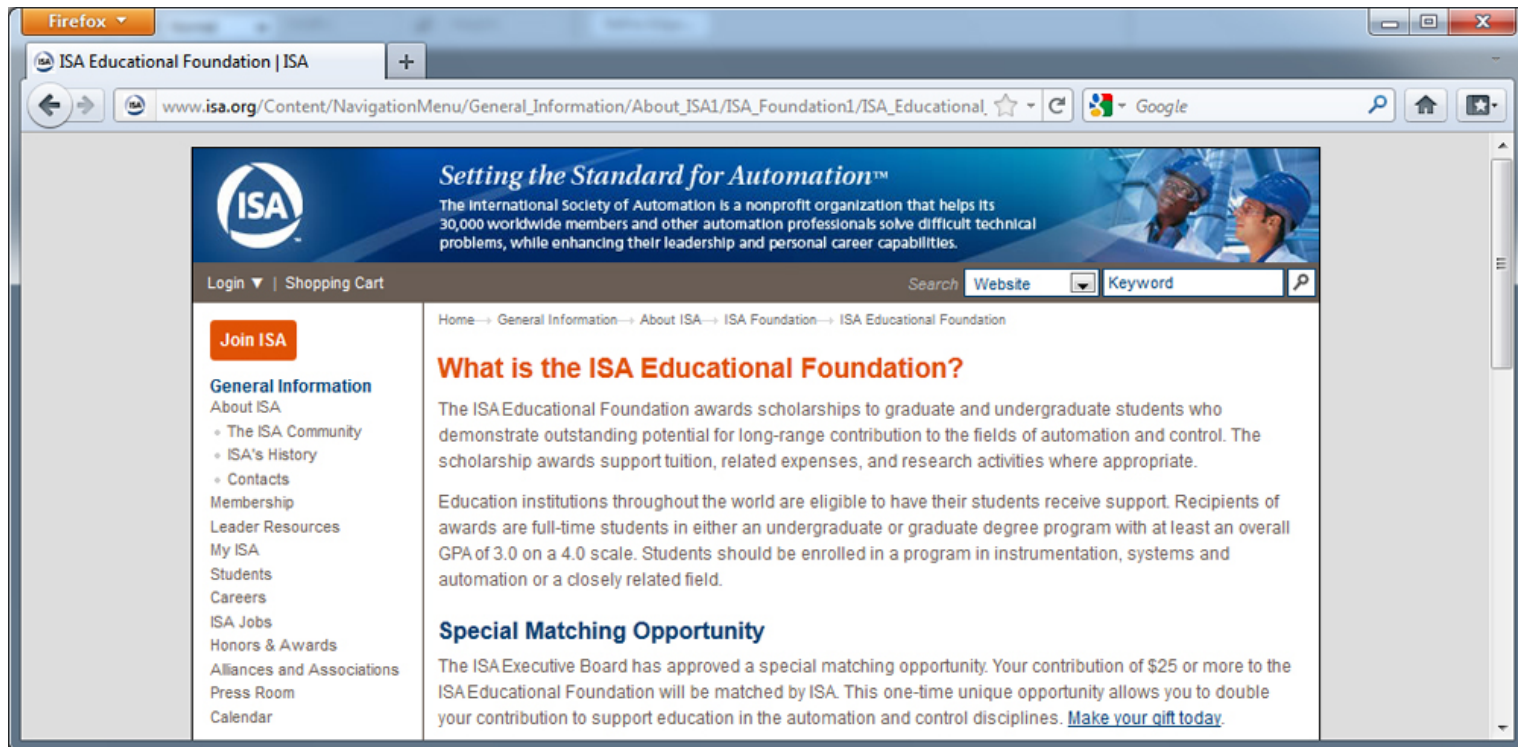 Firefox
ISA Educational Foundation | ISA
www.isa.org/Content/NavigationMenu/General_Information/About_ISA1/ISA_Foundation1/ISA_Educational_
Google
ISA
Setting the Standard for Automation™
The International Society of Automation is a nonprofit organization that helps its
30,000 worldwide members and other automation professionals solve difficult technical
problems, while enhancing their leadership and personal career capabilities.
Login ▼ | Shopping Cart
Search Website Keyword
Join ISA
General Information
About ISA
The ISA Community
ISA's History
Contacts
Membership
Leader Resources
My ISA
Students
Careers
ISA Jobs
Honors & Awards
Alliances and Associations
Press Room
Calendar
Home→ General Information→ About ISA→ ISA Foundation→ ISA Educational Foundation
What is the ISA Educational Foundation?
The ISA Educational Foundation awards scholarships to graduate and undergraduate students who
demonstrate outstanding potential for long-range contribution to the fields of automation and control. The
scholarship awards support tuition, related expenses, and research activities where appropriate.
Education institutions throughout the world are eligible to have their students receive support. Recipients of
awards are full-time students in either an undergraduate or graduate degree program with at least an overall
GPA of 3.0 on a 4.0 scale. Students should be enrolled in a program in instrumentation, systems and
automation or a closely related field.
Special Matching Opportunity
The ISA Executive Board has approved a special matching opportunity. Your contribution of $25 or more to the
ISA Educational Foundation will be matched by ISA. This one-time unique opportunity allows you to double
your contribution to support education in the automation and control disciplines. Make your gift today.